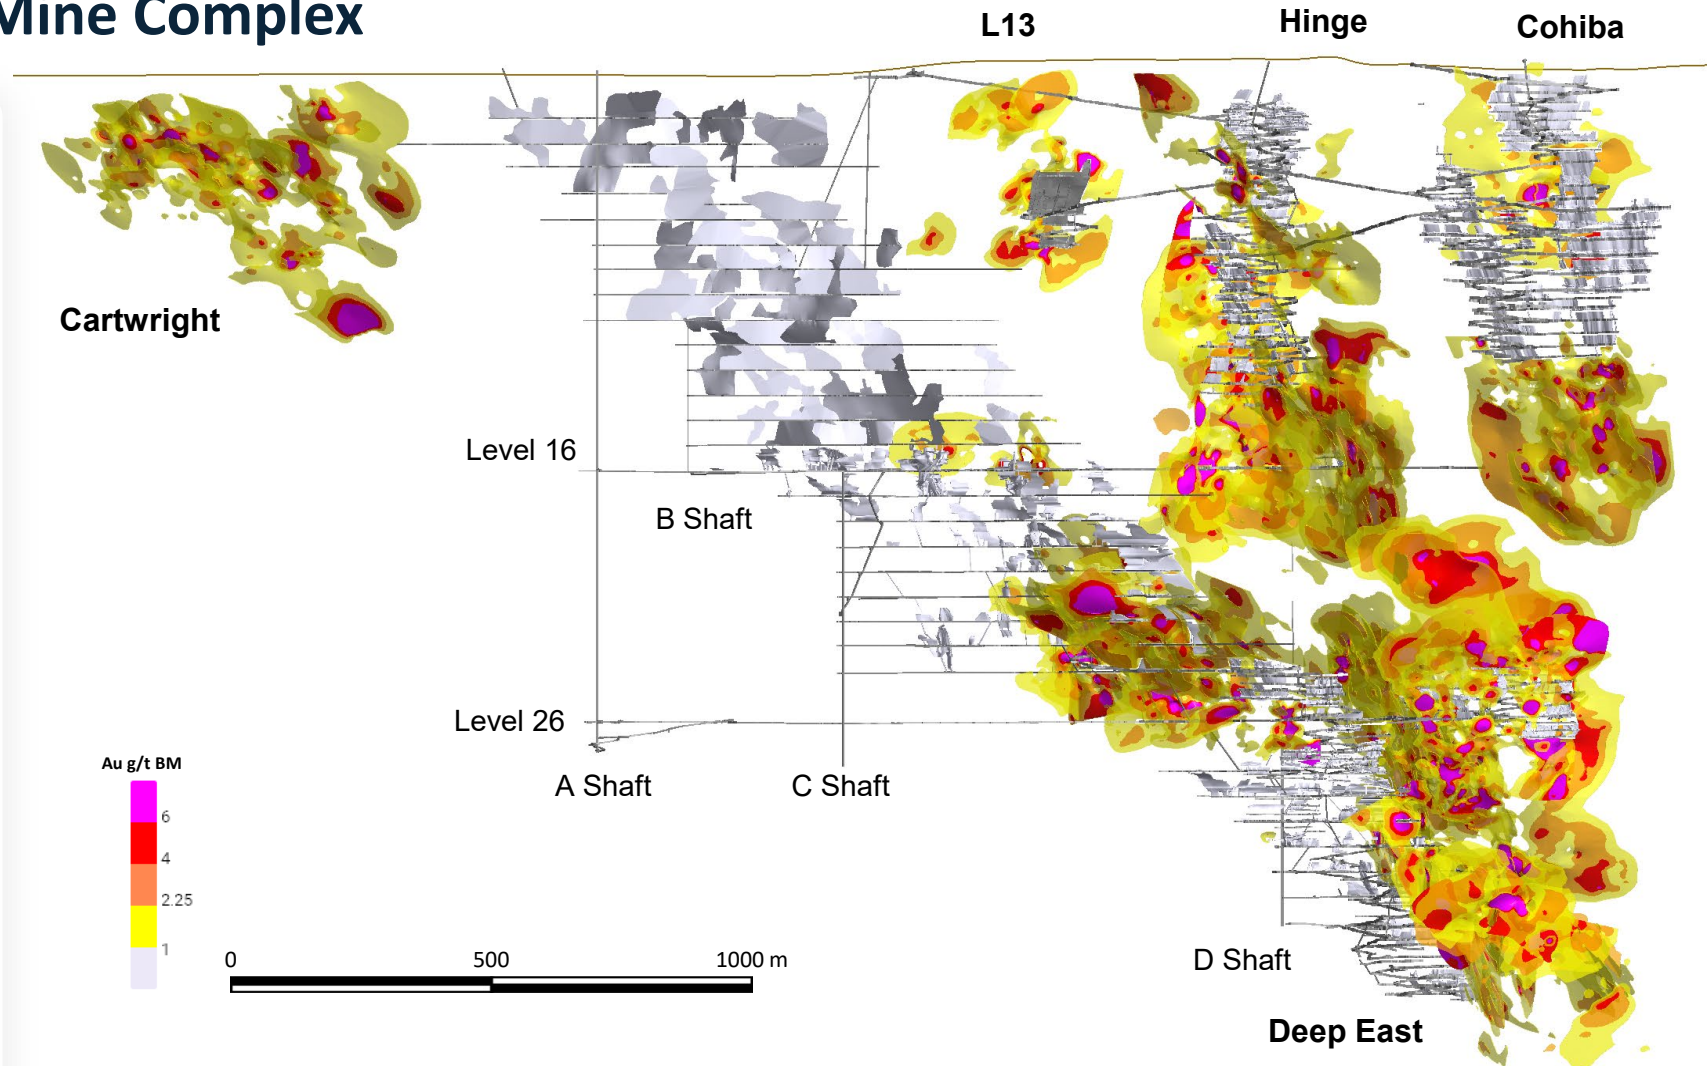 Mine Complex
L13
Hinge
Cohiba
Cartwright
Level 16
B Shaft
Level 26
A Shaft
C Shaft
Au g/t BM
6
4
2.25
1
0 500 1000 m
D Shaft
Deep East